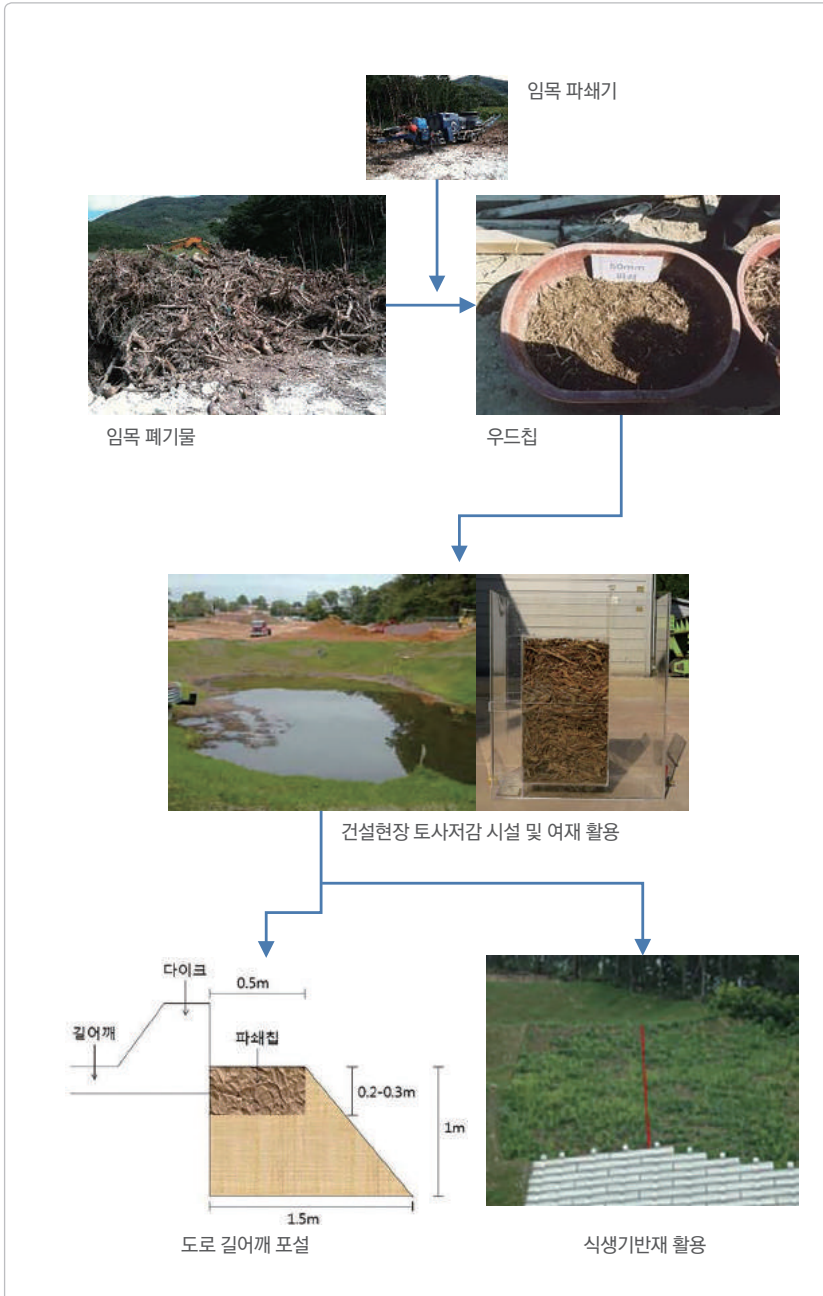 임목 파쇄기
50mm
임목 폐기물
우드칩
건설현장 토사저감 시설 및 여재 활용
다이크
0.5m
길어깨
파쇄칩
0.2-0.3m
1m
1.5m
도로 길어깨 포설
식생기반재 활용